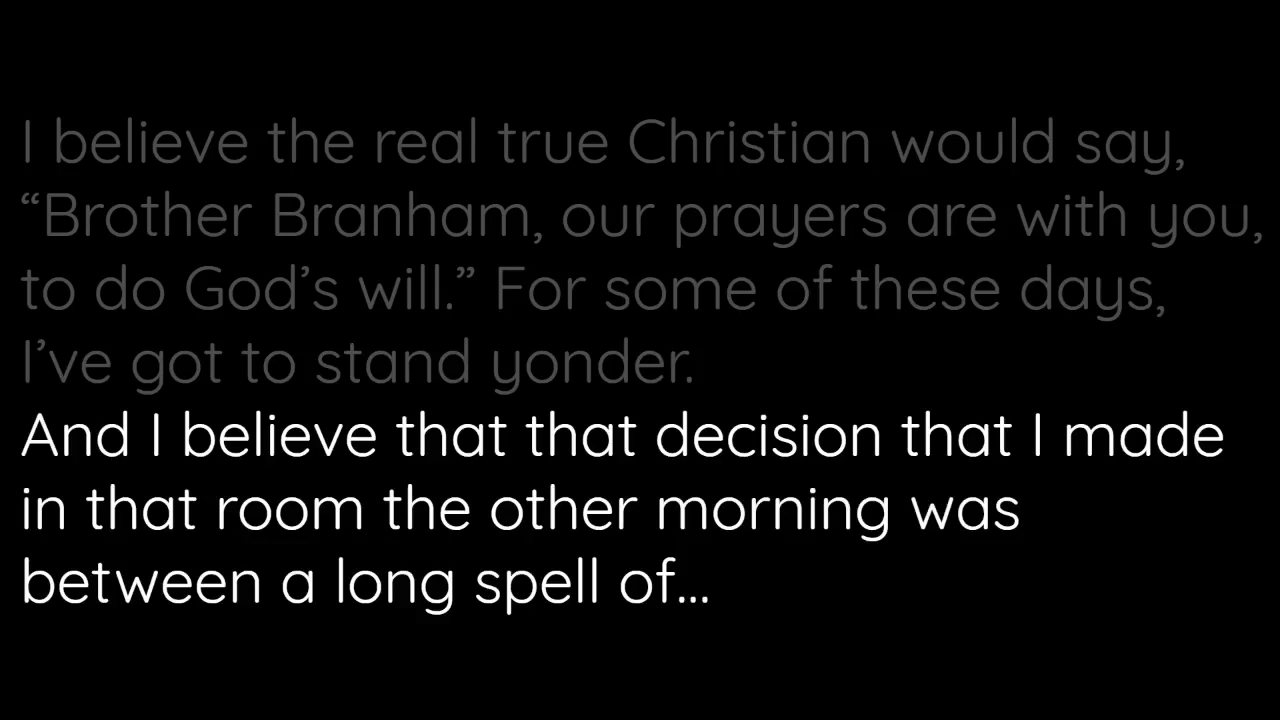 I believe the real true Christian would say,
“Brother Branham, our prayers are with you,
to do God’s will.” For some of these days,
I’ve got to stand yonder.
And I believe that that decision that I made
in that room the other morning was
between a long spell of...